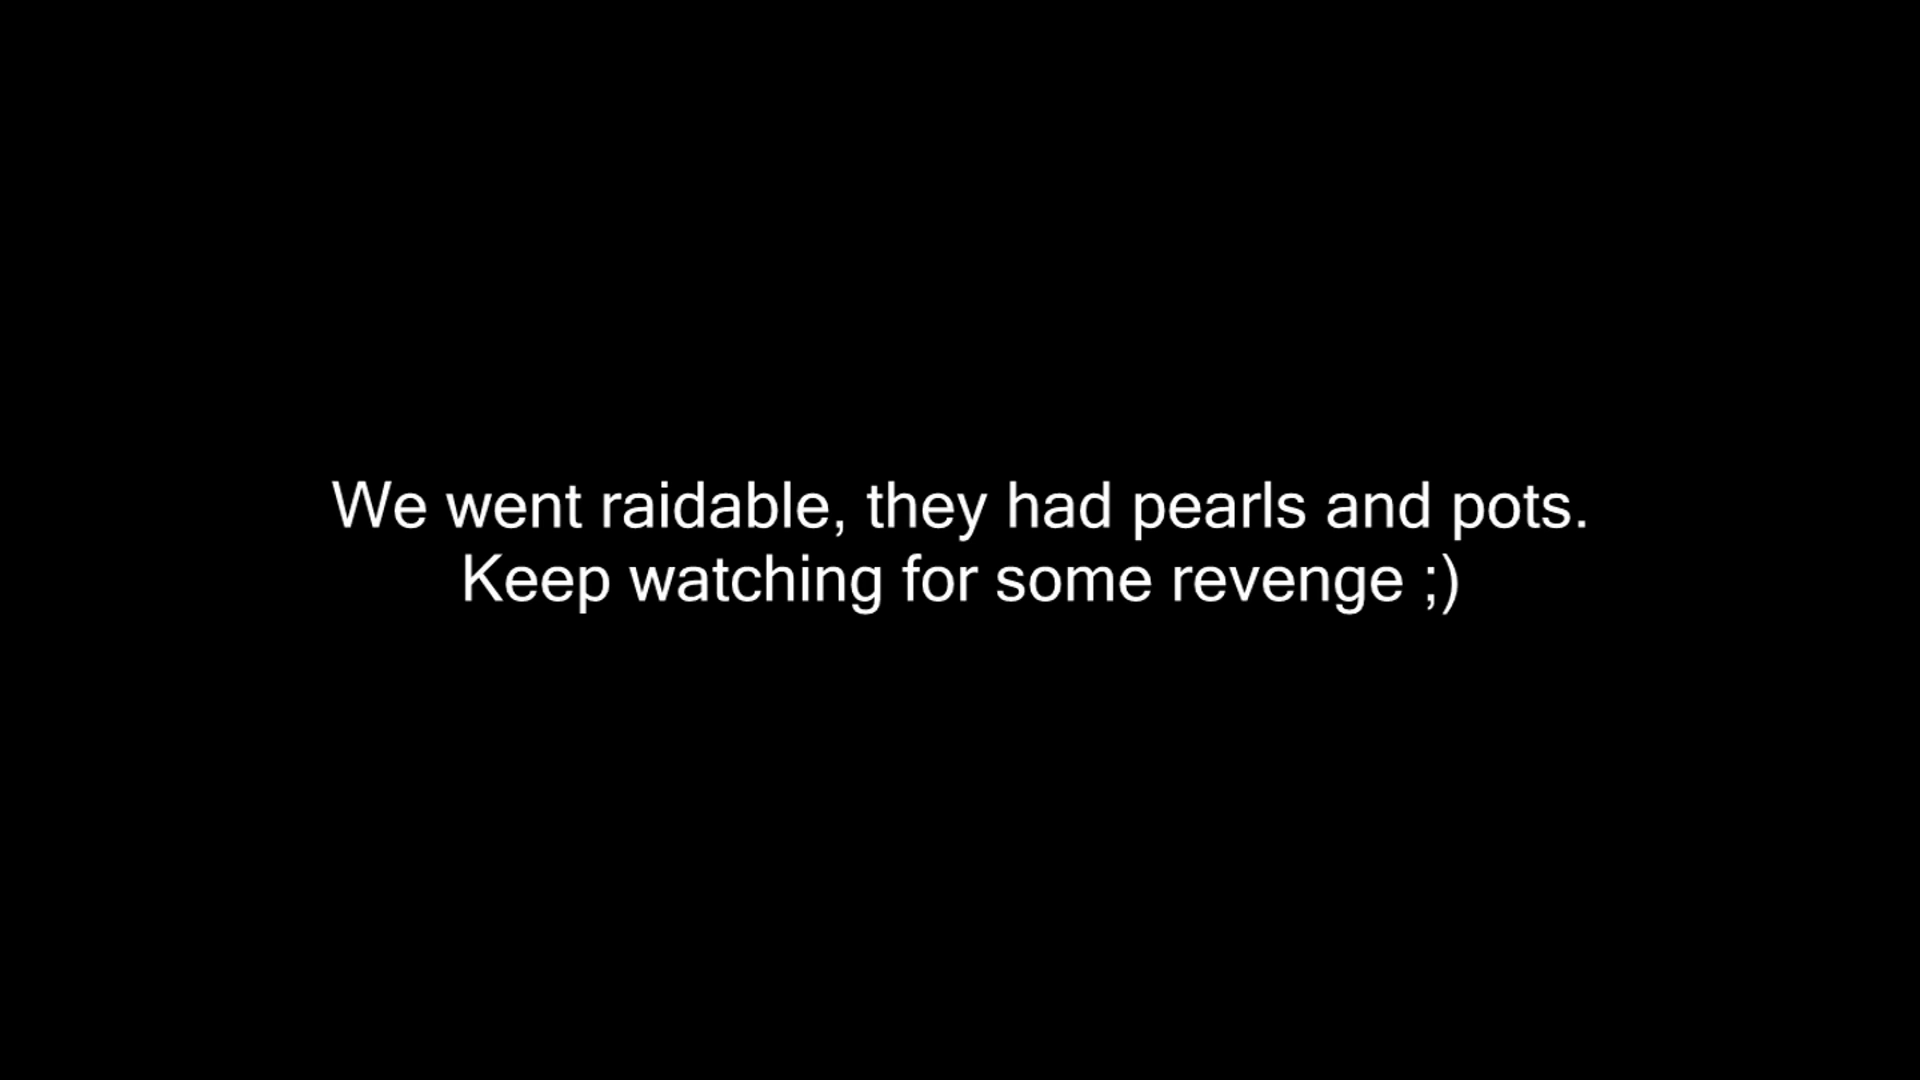 We went raidable, they had pearls and pots.
Keep watching for some revenge ;)